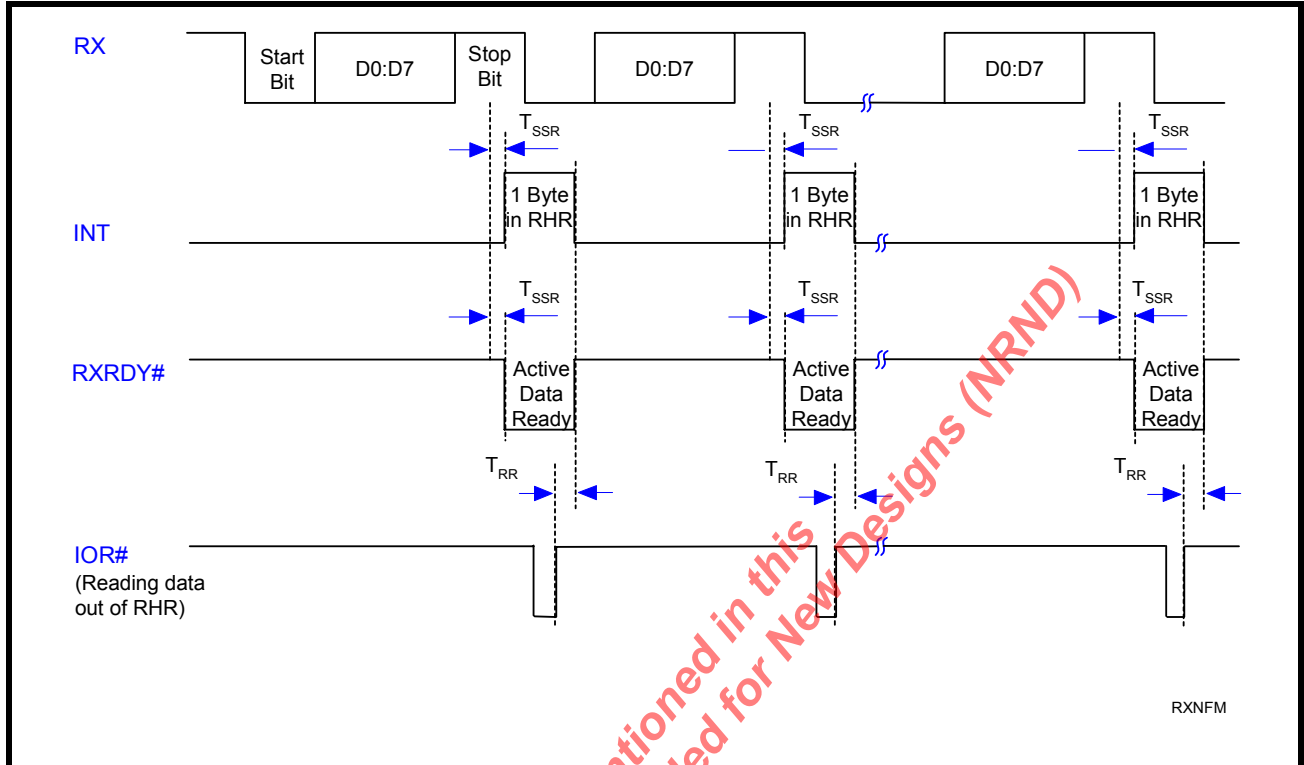 RX
Start
Bit
D0:D7
Stop
Bit
D0:D7
D0:D7
TSSR
TSSR
TSSR
INT
1 Byte
in RHR
1 Byte
in RHR
1 Byte
in RHR
TSSR
TSSR
TSSR
RXRDY#
Active
Data
Ready
Active
Data
Ready
Active
Data
Ready
TRR
TRR
TRR
IOR#
(Reading data
out of RHR)
tioned in this
ed for New Designs (NRND)
RXNFM